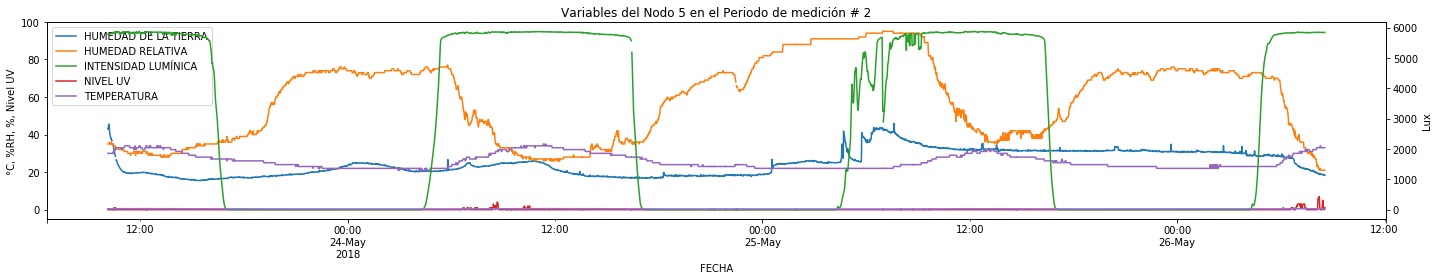 Variables del Nodo 5 en el Periodo de medición # 2
°c, %RH, %, Nivel UV
100
80
60
40
20
0
HUMEDAD DE LA TIERRA
HUMEDAD RELATIVA
INTENSIDAD LUMÍNICA
NIVEL UV
TEMPERATURA
6000
5000
4000
3000
2000
1000
0
Lux
12:00
00:00
24-May
2018
12:00
00:00
25-May
12:00
00:00
26-May
12:00
FECHA